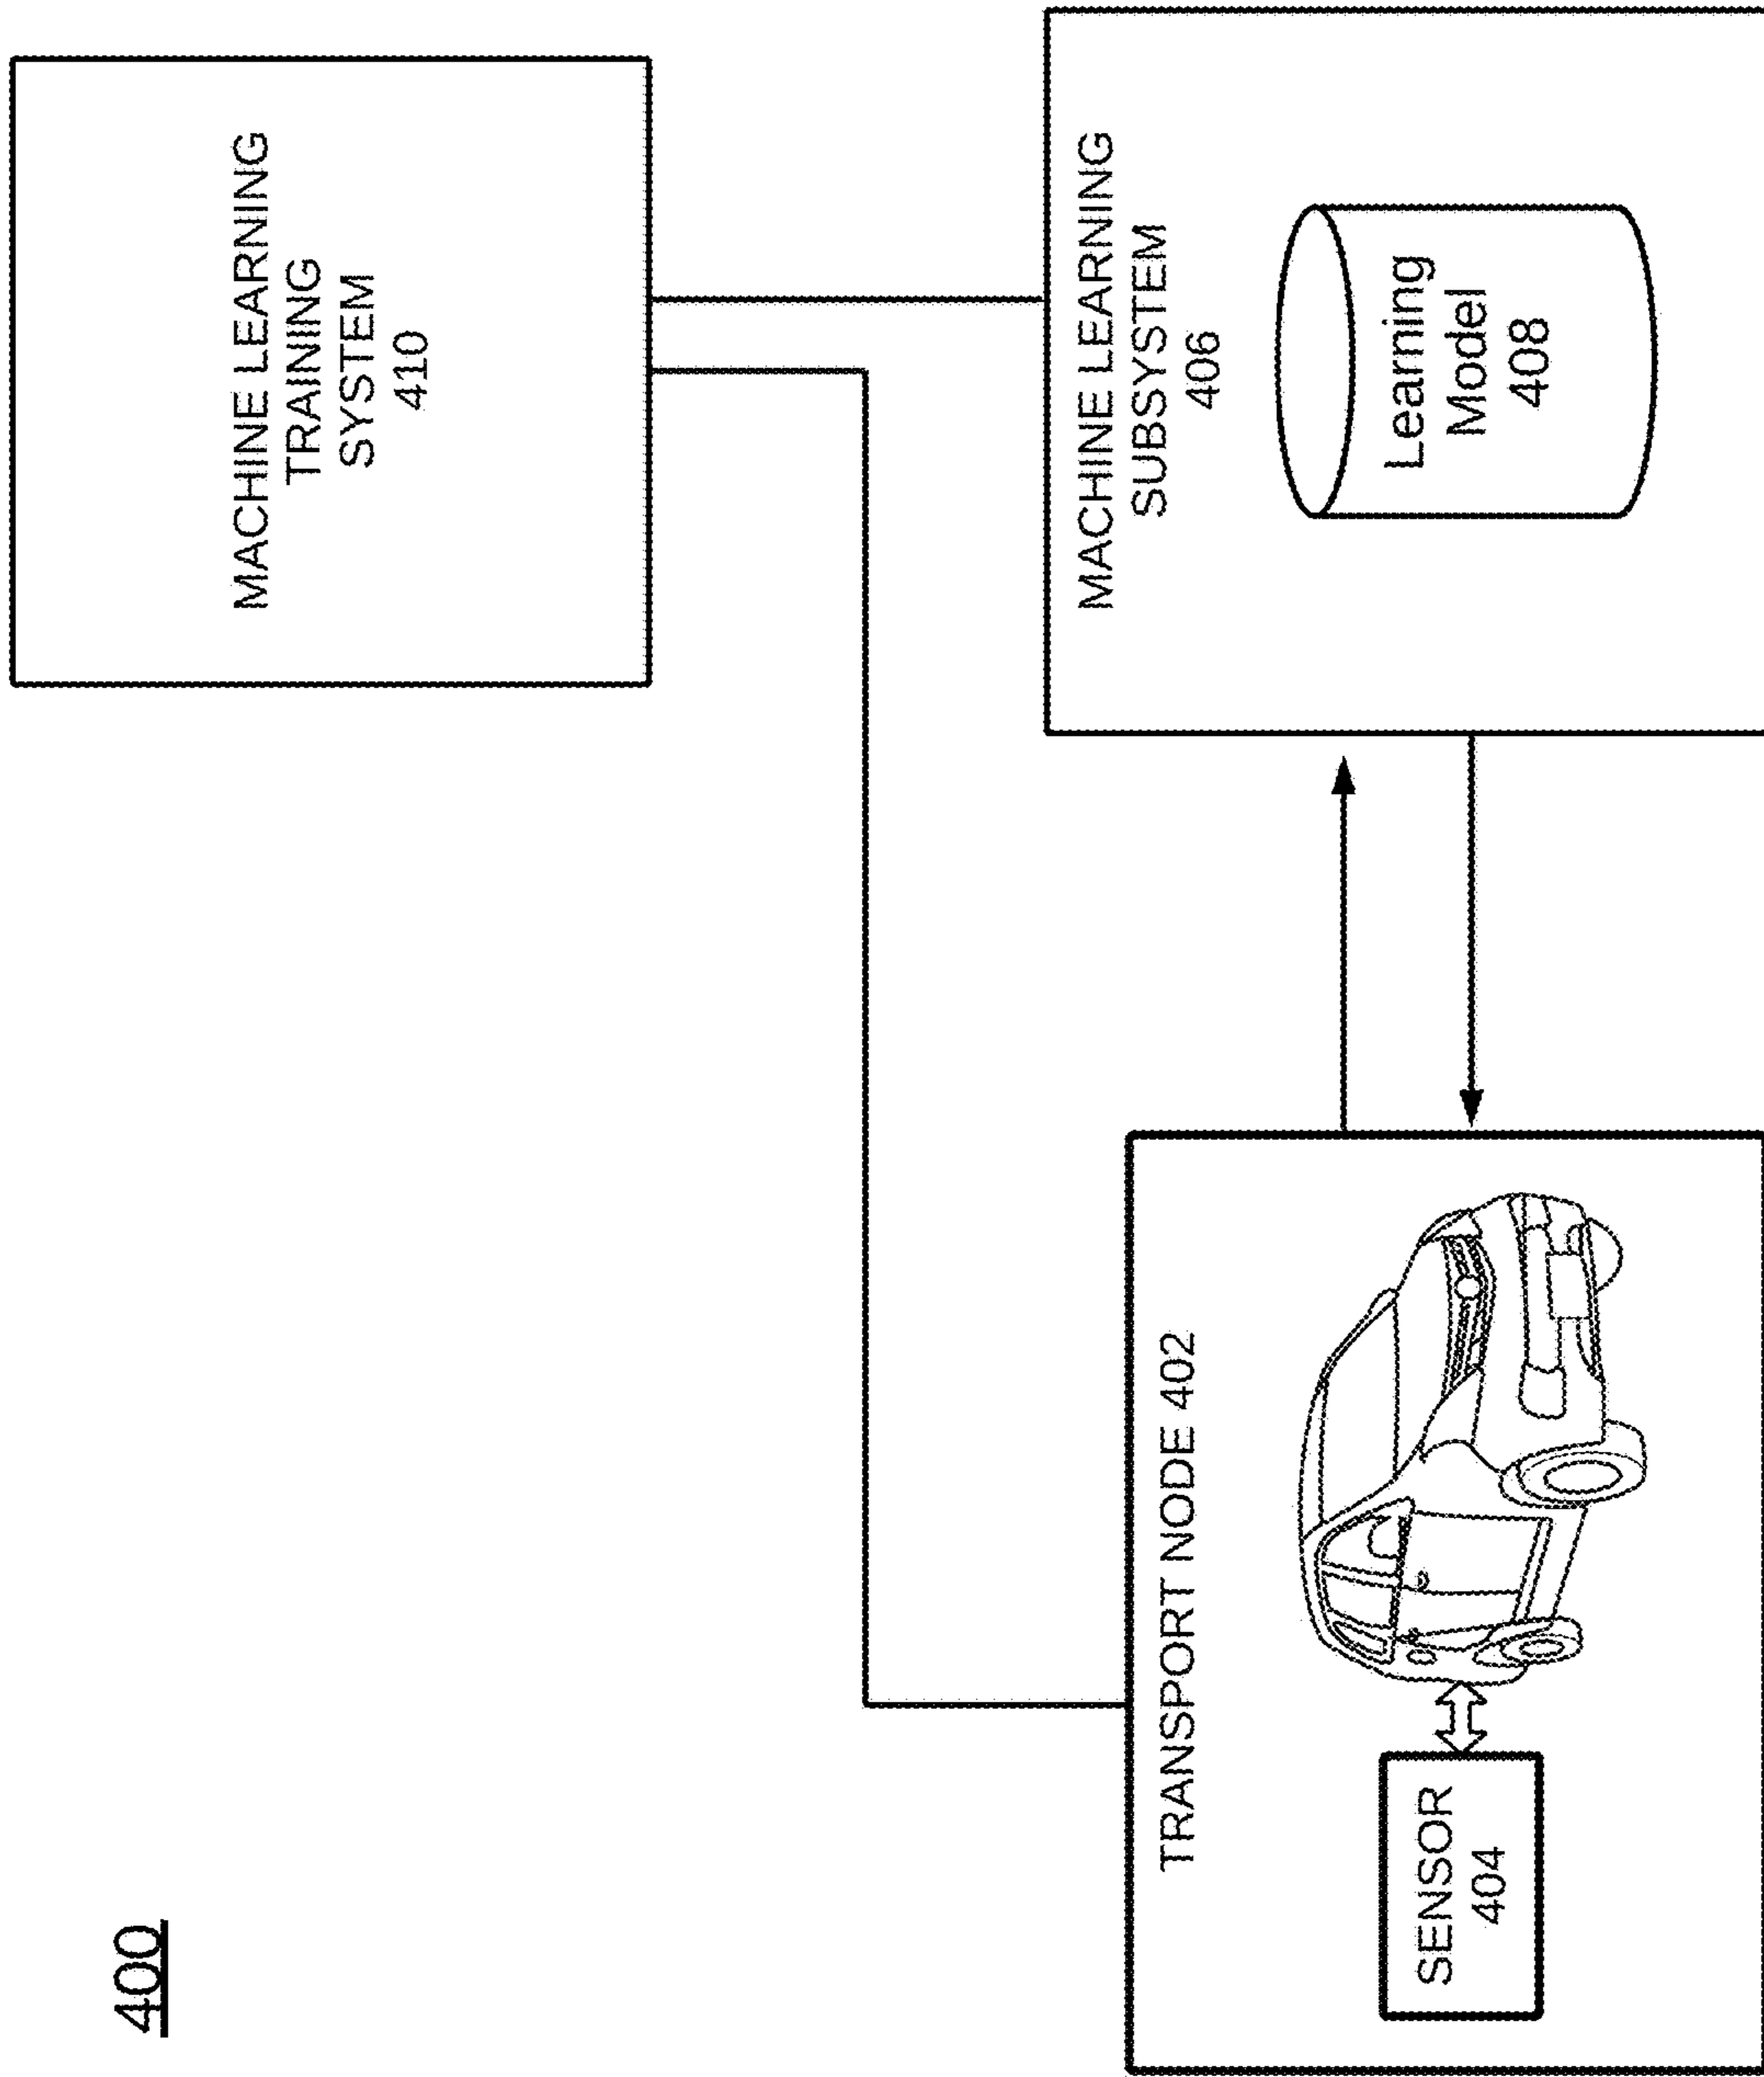 400
MACHINE LEARNING
TRAINING
SYSTEM
410
TRANSPORT NODE 402
SENSOR
404
MACHINE LEARNING
SUBSYSTEM
406
Learning
Model
408